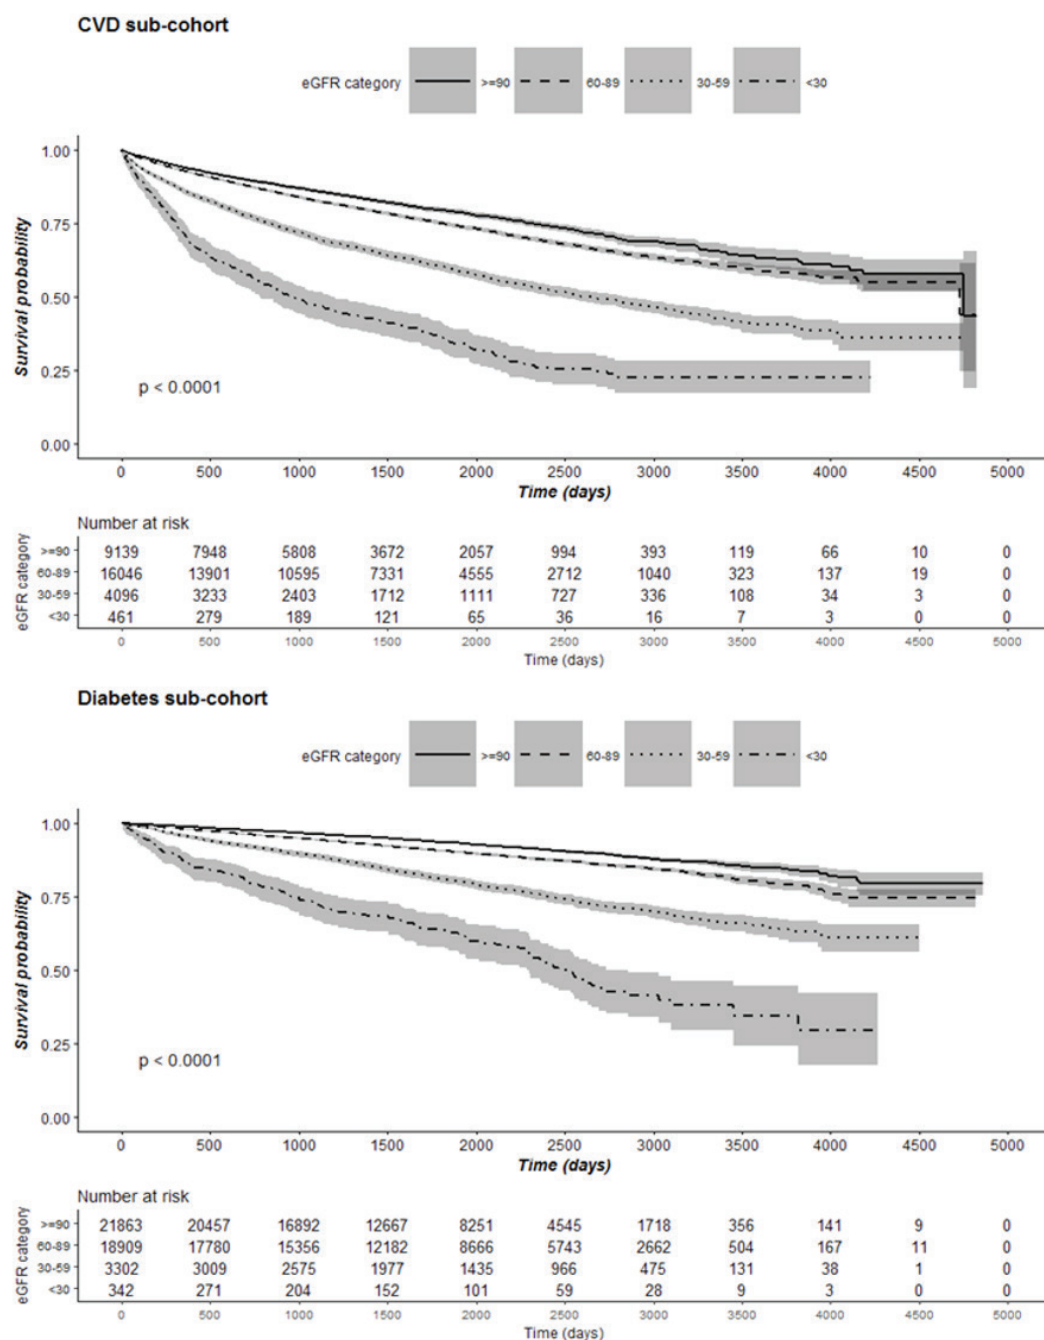 CVD sub-cohort
eGFR category >=90 60-89 30-59 <30
1.00
0.75
0.50
0.25
0.00
Survival probability
p < 0.0001
0 500 1000 1500 2000 2500 3000 3500 4000 4500 5000
Time (days)
Number at risk
eGFR category
>=90 9139 7948 5808 3672 2057 994 393 119 66 10 0
60-89 16046 13901 10595 7331 4555 2712 1040 323 137 19 0
30-59 4096 3233 2403 1712 1111 727 336 108 34 3 0
<30 461 279 189 121 65 36 16 7 3 0 0
0 500 1000 1500 2000 2500 3000 3500 4000 4500 5000
Time (days)
Diabetes sub-cohort
eGFR category >=90 60-89 30-59 <30
1.00
0.75
0.50
0.25
0.00
Survival probability
p < 0.0001
0 500 1000 1500 2000 2500 3000 3500 4000 4500 5000
Time (days)
Number at risk
eGFR category
>=90 21863 20457 16892 12667 8251 4545 1718 356 141 9 0
60-89 18909 17780 15356 12182 8666 5743 2662 504 167 11 0
30-59 3302 3009 2575 1977 1435 966 475 131 38 1 0
<30 342 271 204 152 101 59 28 9 3 0 0
0 500 1000 1500 2000 2500 3000 3500 4000 4500 5000
Time (days)